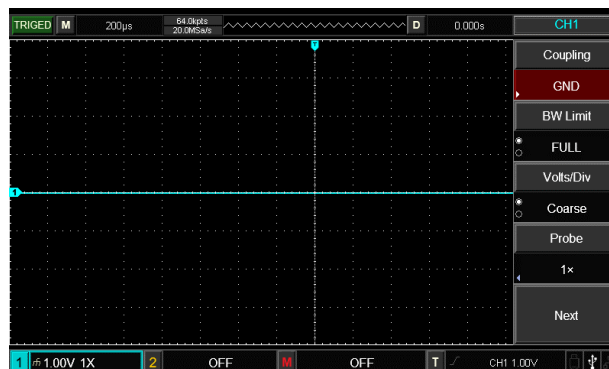 TRIGED M 200μs 64.0kpts D 0.000s CH1
20.0MSa/s
T
Coupling
GND
BW Limit
FULL
Volts/Div
1
Coarse
Probe
1×
Next
1 1.00V 1X 2 OFF M OFF T CH1 1.00V